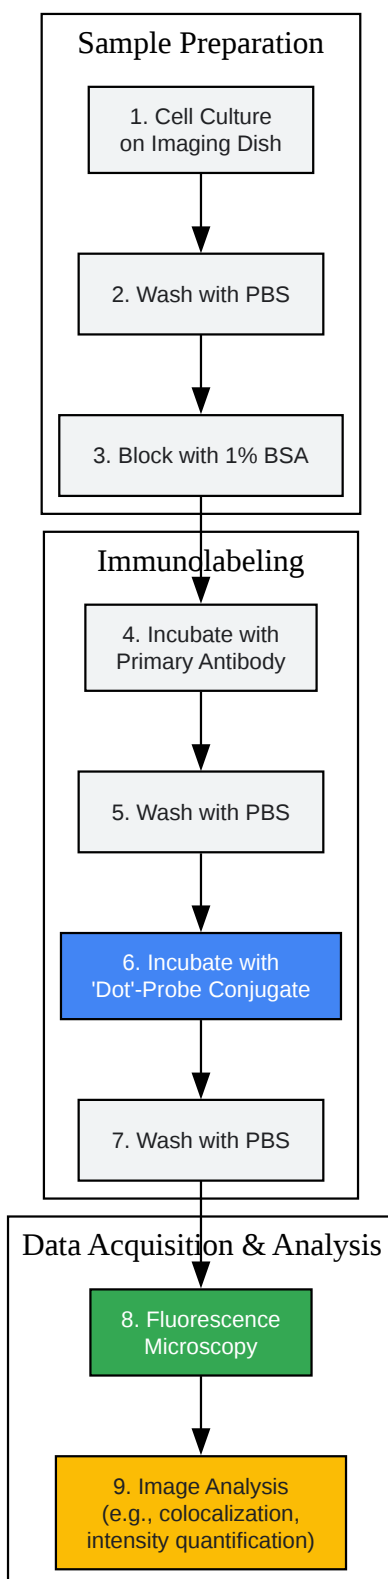 Sample Preparation
1. Cell Culture
on Imaging Dish
2. Wash with PBS
3. Block with 1% BSA
Immunolabeling
4. Incubate with
Primary Antibody
5. Wash with PBS
6. Incubate with
'Dot'-Probe Conjugate
7. Wash with PBS
Data Acquisition & Analysis
8. Fluorescence
Microscopy
9. Image Analysis
(e.g., colocalization,
intensity quantification)